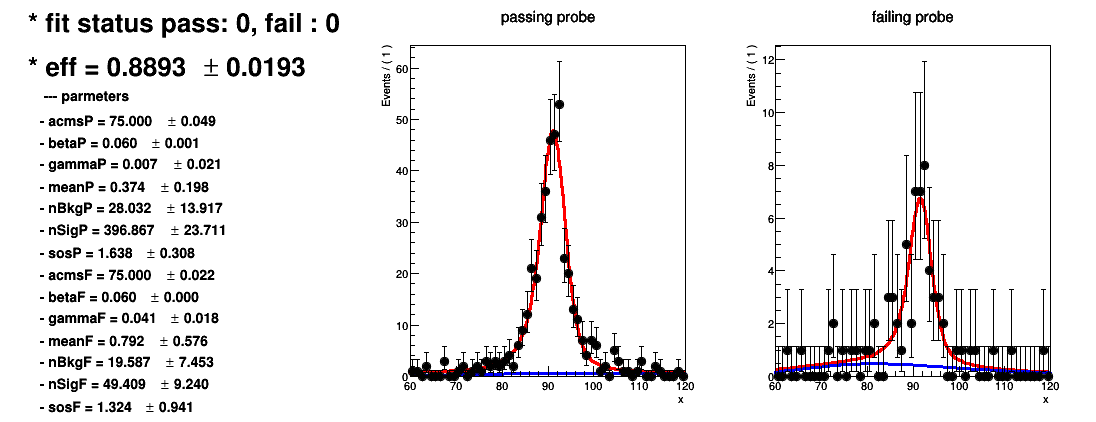 * fit status pass: 0, fail : 0
* eff = 0.8893 ± 0.0193
--- parmeters
- acmsP = 75.000 ± 0.049
- betaP = 0.060 ± 0.001
- gammaP = 0.007 ± 0.021
- meanP = 0.374 ± 0.198
- nBkgP = 28.032 ± 13.917
- nSigP = 396.867 ± 23.711
- sosP = 1.638 ± 0.308
- acmsF = 75.000 ± 0.022
- betaF = 0.060 ± 0.000
- gammaF = 0.041 ± 0.018
- meanF = 0.792 ± 0.576
- nBkgF = 19.587 ± 7.453
- nSigF = 49.409 ± 9.240
- sosF = 1.324 ± 0.941
passing probe
Events / ( 1 )
60
50
40
30
20
10
0
60 70 80 90 100 110 120
x
failing probe
Events / ( 1 )
12
10
8
6
4
2
0
60 70 80 90 100 110 120
x